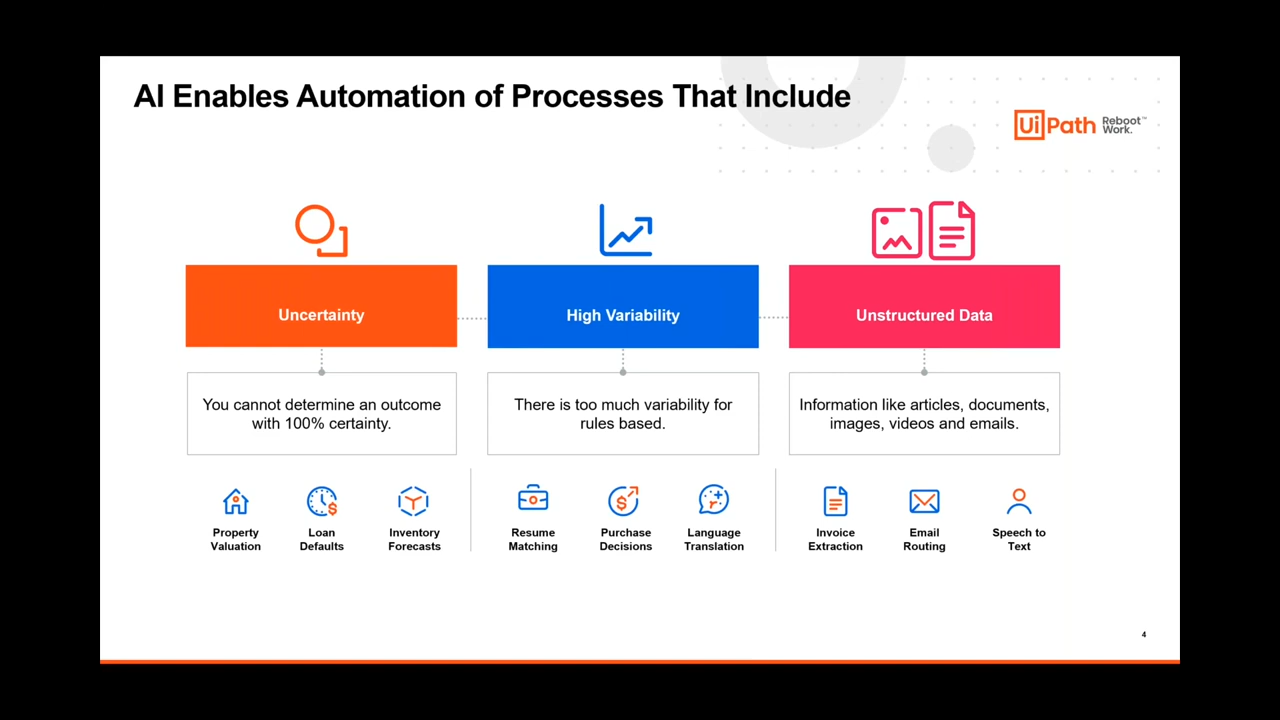 AI Enables Automation of Processes That Include
UiPath Reboot™
Work.
Uncertainty
High Variability
Unstructured Data
You cannot determine an outcome
with 100% certainty.
There is too much variability for
rules based.
Information like articles, documents,
images, videos and emails.
Property
Valuation
Loan
Defaults
Inventory
Forecasts
Resume
Matching
Purchase
Decisions
Language
Translation
Invoice
Extraction
Email
Routing
Speech to
Text
4